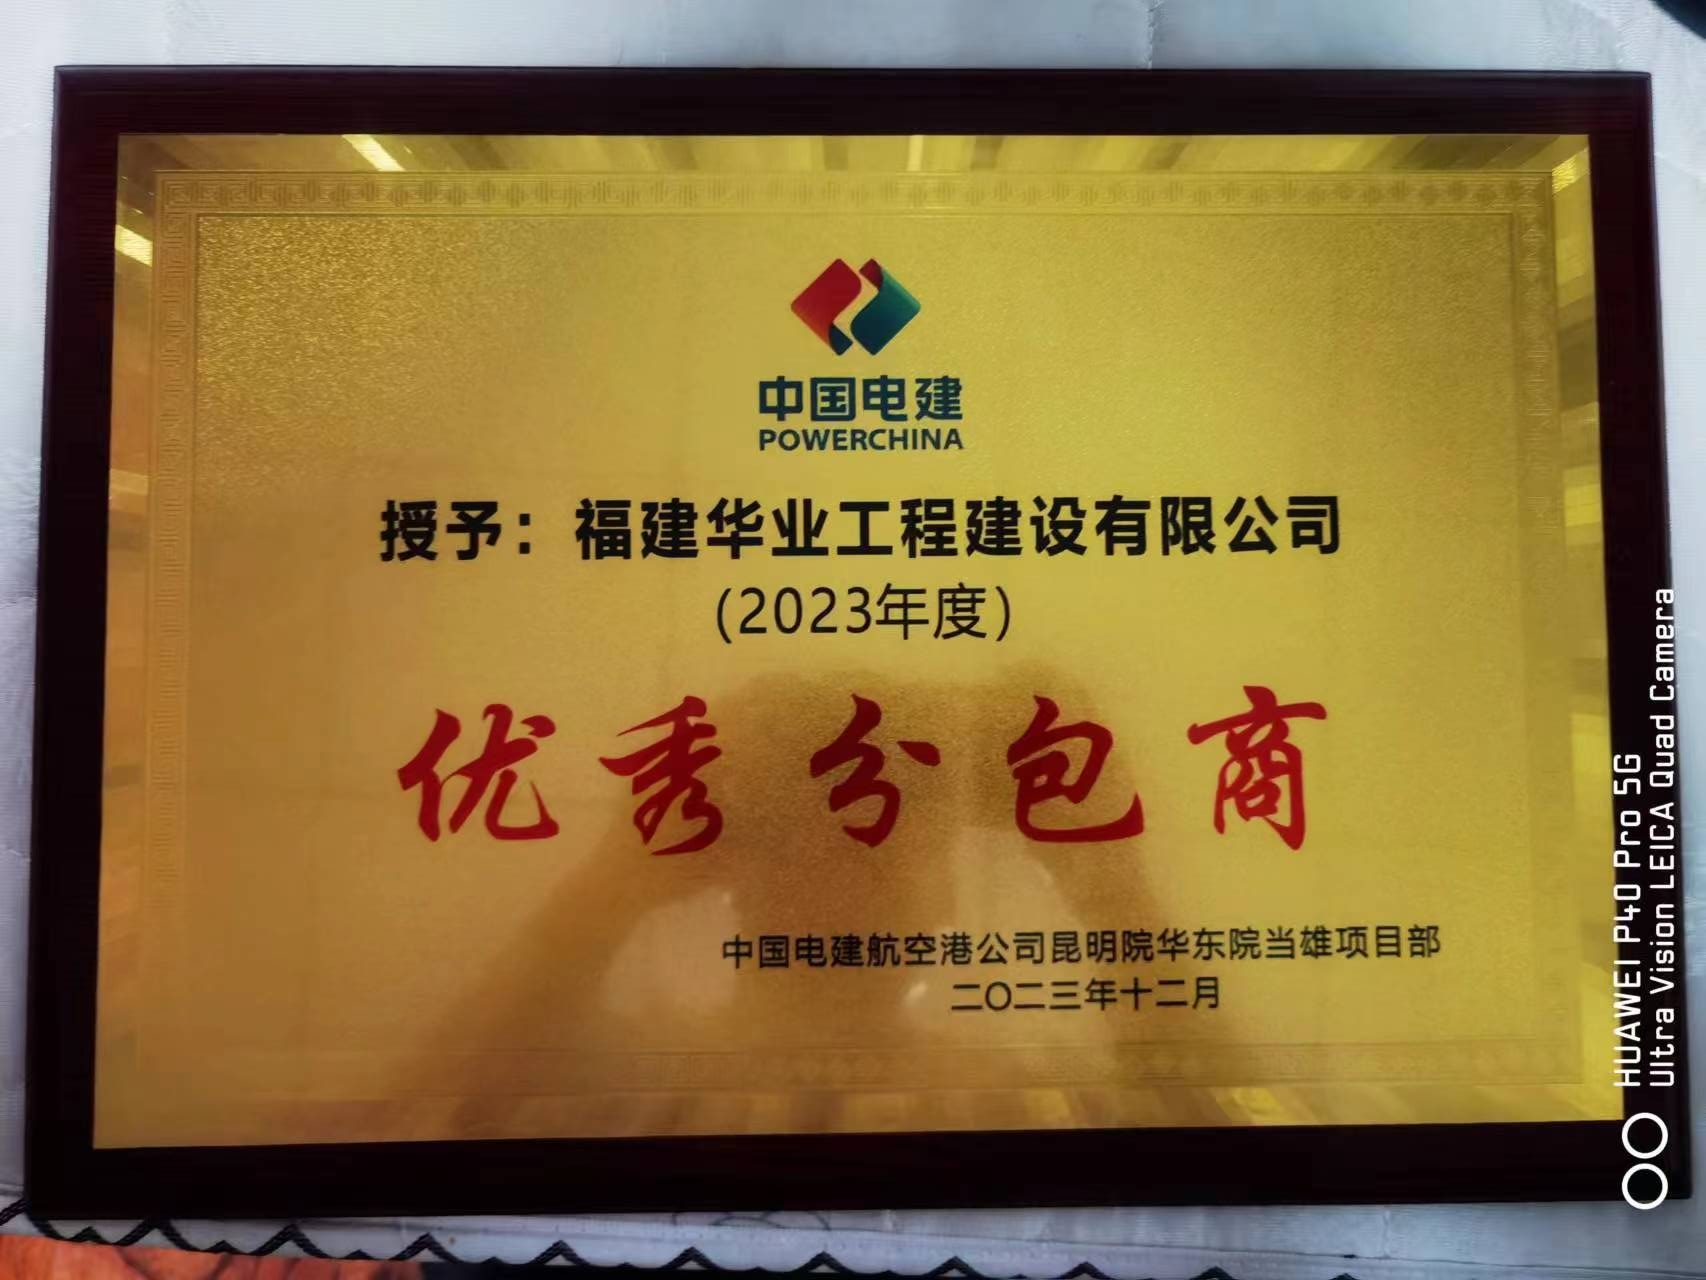 中国电建
POWERCHINA
授予：福建华业工程建设有限公司
(2023年度)
优秀分包商
中国电建航空港公司昆明院华东院当雄项目部
二〇二三年十二月
HUAWEI P40 Pro 5G
Ultra Vision LEICA Quad Camera